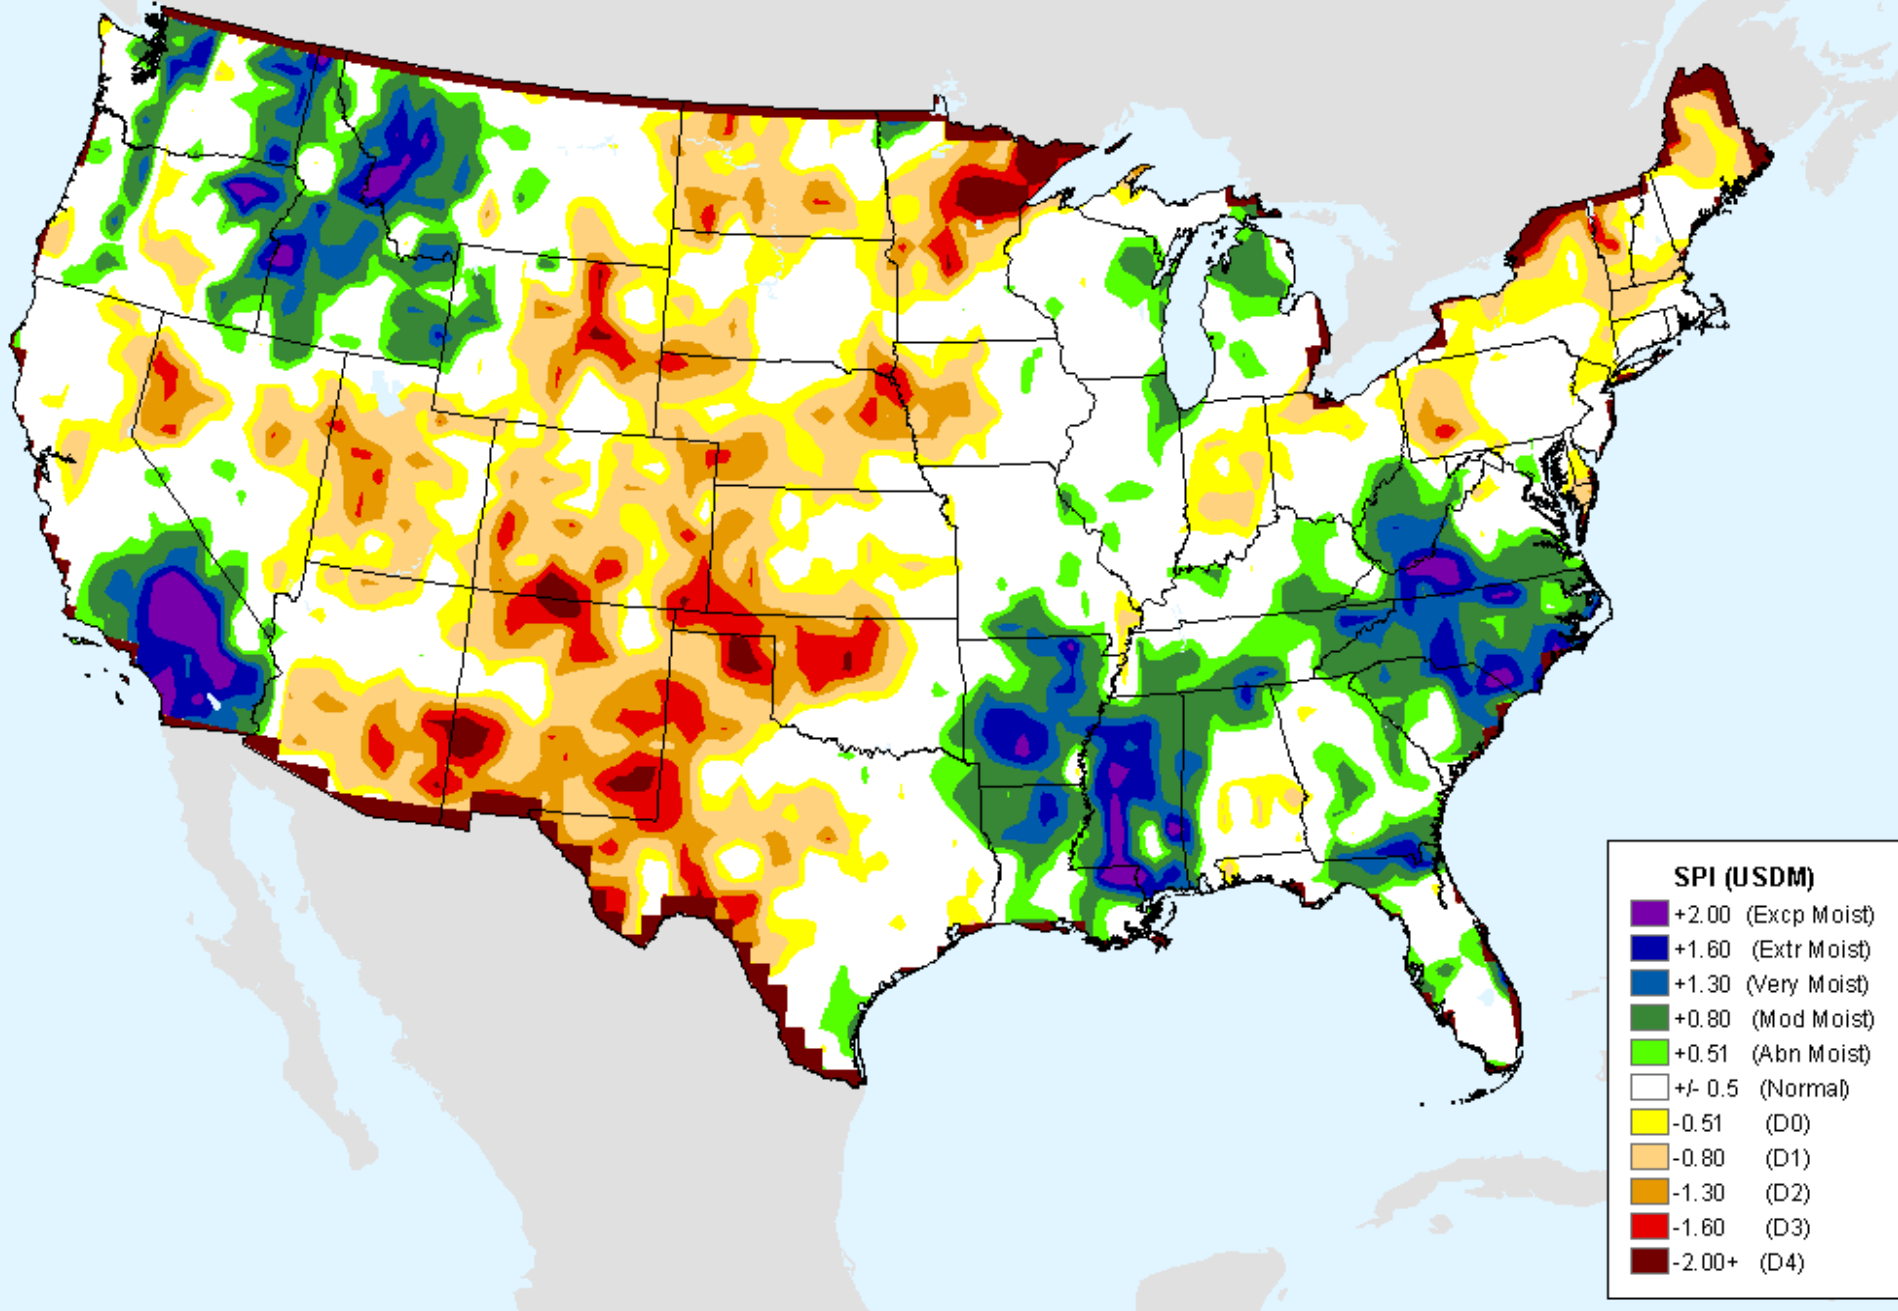 SPI (USDM)
+2.00 (Excp Moist)
+1.60 (Extr Moist)
+1.30 (Very Moist)
+0.80 (Mod Moist)
+0.51 (Abn Moist)
+/- 0.5 (Normal)
-0.51 (D0)
-0.80 (D1)
-1.30 (D2)
-1.60 (D3)
-2.00+ (D4)